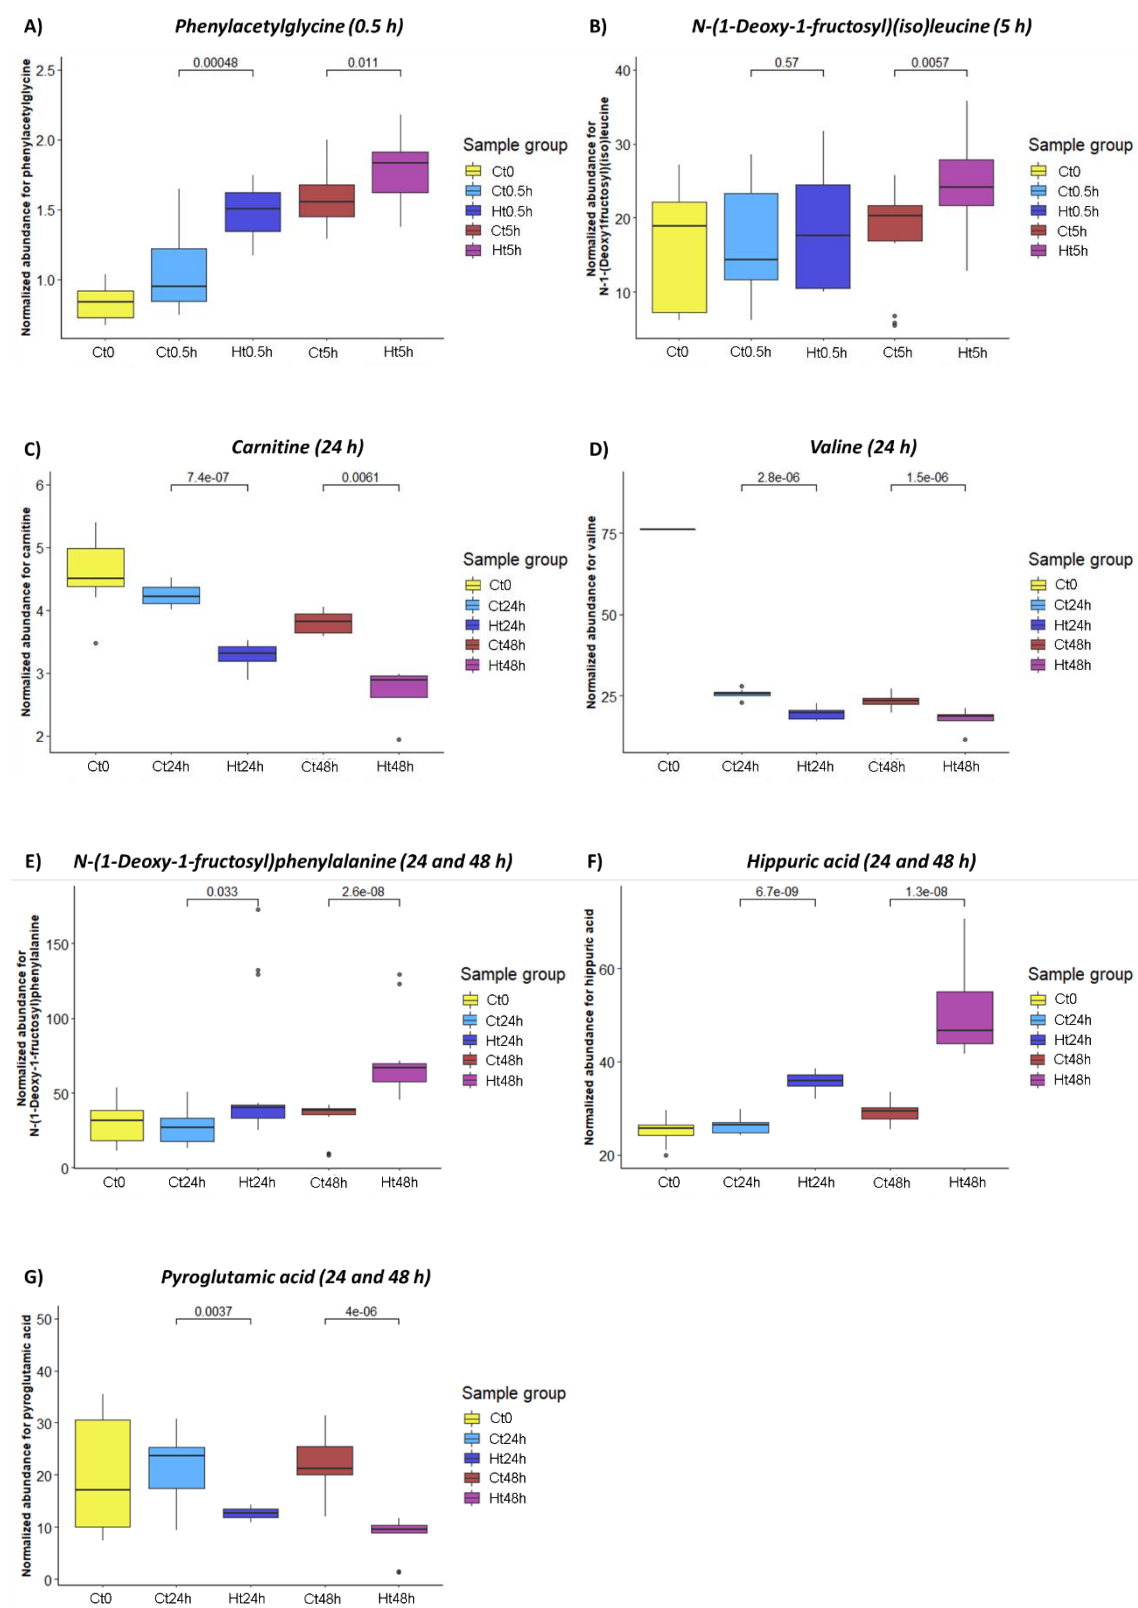 A)
Phenylacetylglycine (0.5 h)
Normalized abundance for phenylacetylglycine
2.5
2.0
1.5
1.0
0.00048
0.011
Ct0
Ct0.5h
Ht0.5h
Ct5h
Ht5h
Sample group
Ct0
Ct0.5h
Ht0.5h
Ct5h
Ht5h
B)
N-(1-Deoxy-1-fructosyl)(iso)leucine (5 h)
Normalized abundance for
N-1-(Deoxy1fructosyl)(iso)leucine
40
30
20
10
0.57
0.0057
Ct0
Ct0.5h
Ht0.5h
Ct5h
Ht5h
Sample group
Ct0
Ct0.5h
Ht0.5h
Ct5h
Ht5h
C)
Carnitine (24 h)
Normalized abundance for carnitine
6
5
4
3
2
7.4e-07
0.0061
Ct0
Ct24h
Ht24h
Ct48h
Ht48h
Sample group
Ct0
Ct24h
Ht24h
Ct48h
Ht48h
D)
Valine (24 h)
Normalized abundance for valine
75
50
25
2.8e-06
1.5e-06
Ct0
Ct24h
Ht24h
Ct48h
Ht48h
Sample group
Ct0
Ct24h
Ht24h
Ct48h
Ht48h
E)
N-(1-Deoxy-1-fructosyl)phenylalanine (24 and 48 h)
Normalized abundance for
N-(1-Deoxy-1-fructosyl)phenylalanine
150
100
50
0
0.033
2.6e-08
Ct0
Ct24h
Ht24h
Ct48h
Ht48h
Sample group
Ct0
Ct24h
Ht24h
Ct48h
Ht48h
F)
Hippuric acid (24 and 48 h)
Normalized abundance for hippuric acid
60
40
20
6.7e-09
1.3e-08
Ct0
Ct24h
Ht24h
Ct48h
Ht48h
Sample group
Ct0
Ct24h
Ht24h
Ct48h
Ht48h
G)
Pyroglutamic acid (24 and 48 h)
Normalized abundance for pyroglutamic acid
50
40
30
20
10
0
0.0037
4e-06
Ct0
Ct24h
Ht24h
Ct48h
Ht48h
Sample group
Ct0
Ct24h
Ht24h
Ct48h
Ht48h